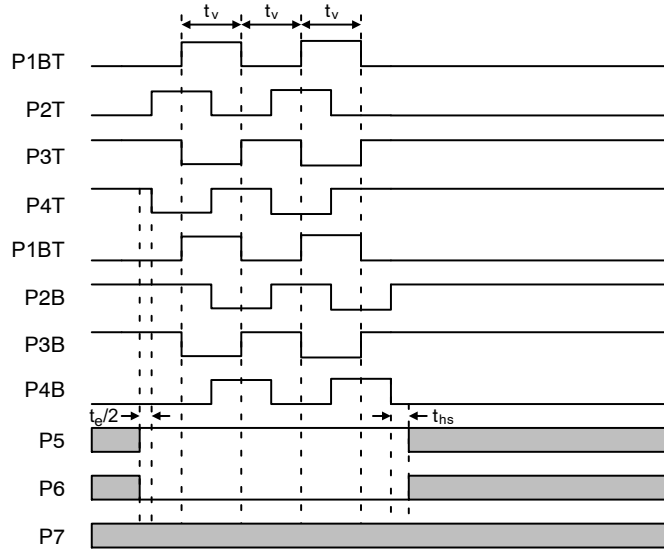 tv tv tv
P1BT
P2T
P3T
P4T
P1BT
P2B
P3B
P4B
te/2 ths
P5
P6
P7